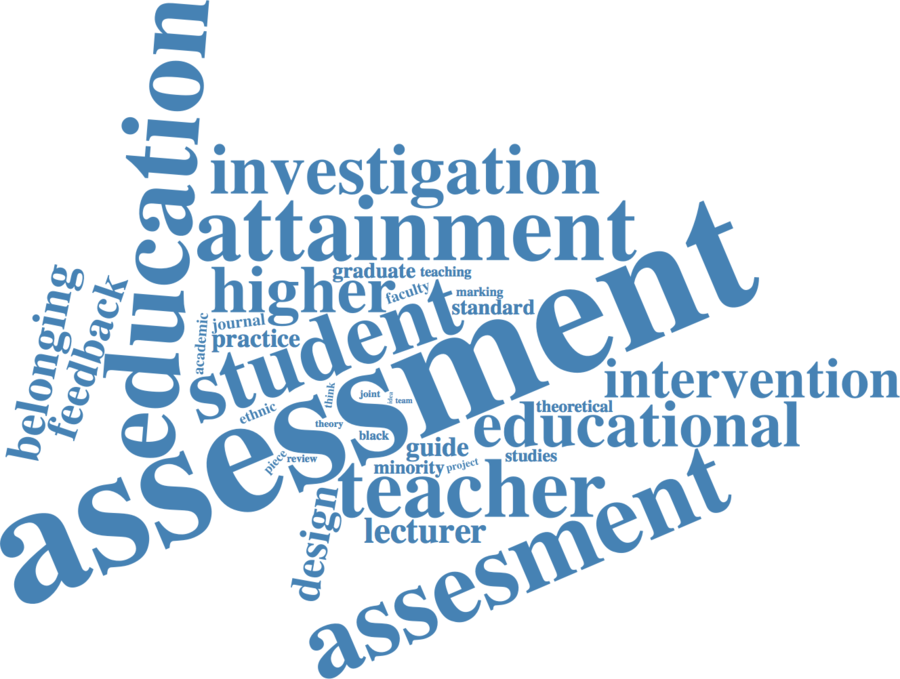 education
investigation
attainment
belonging
feedback
higher
graduate
teaching
faculty
marking
standard
student
academic
journal
practice
assessment
intervention
think
joint
idea
team
ethnic
theory
black
theoretical
educational
guide
studies
piece
review
minority
project
teacher
design
lecturer
assesment